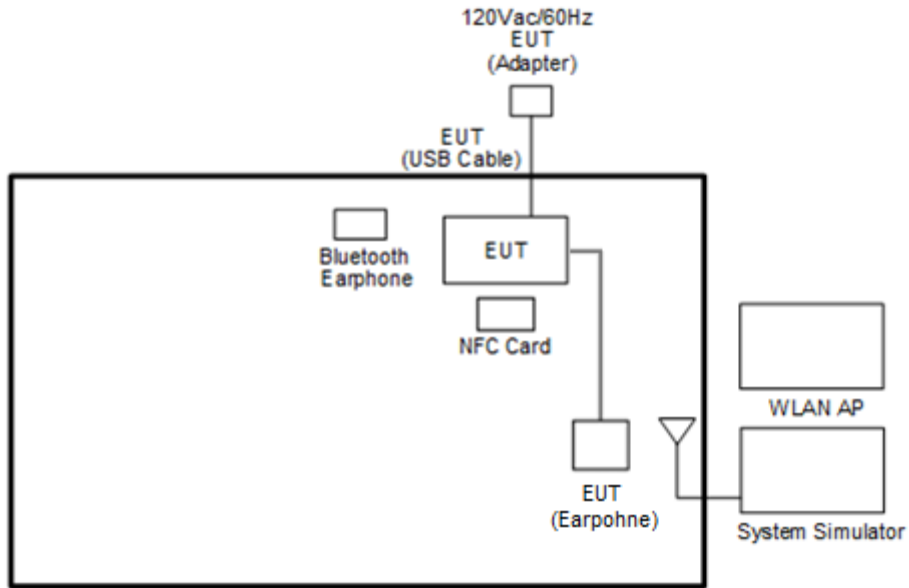 120Vac/60Hz
EUT
(Adapter)
EUT
(USB Cable)
EUT
Bluetooth
Earphone
NFC Card
WLAN AP
EUT
(Earpohne)
System Simulator